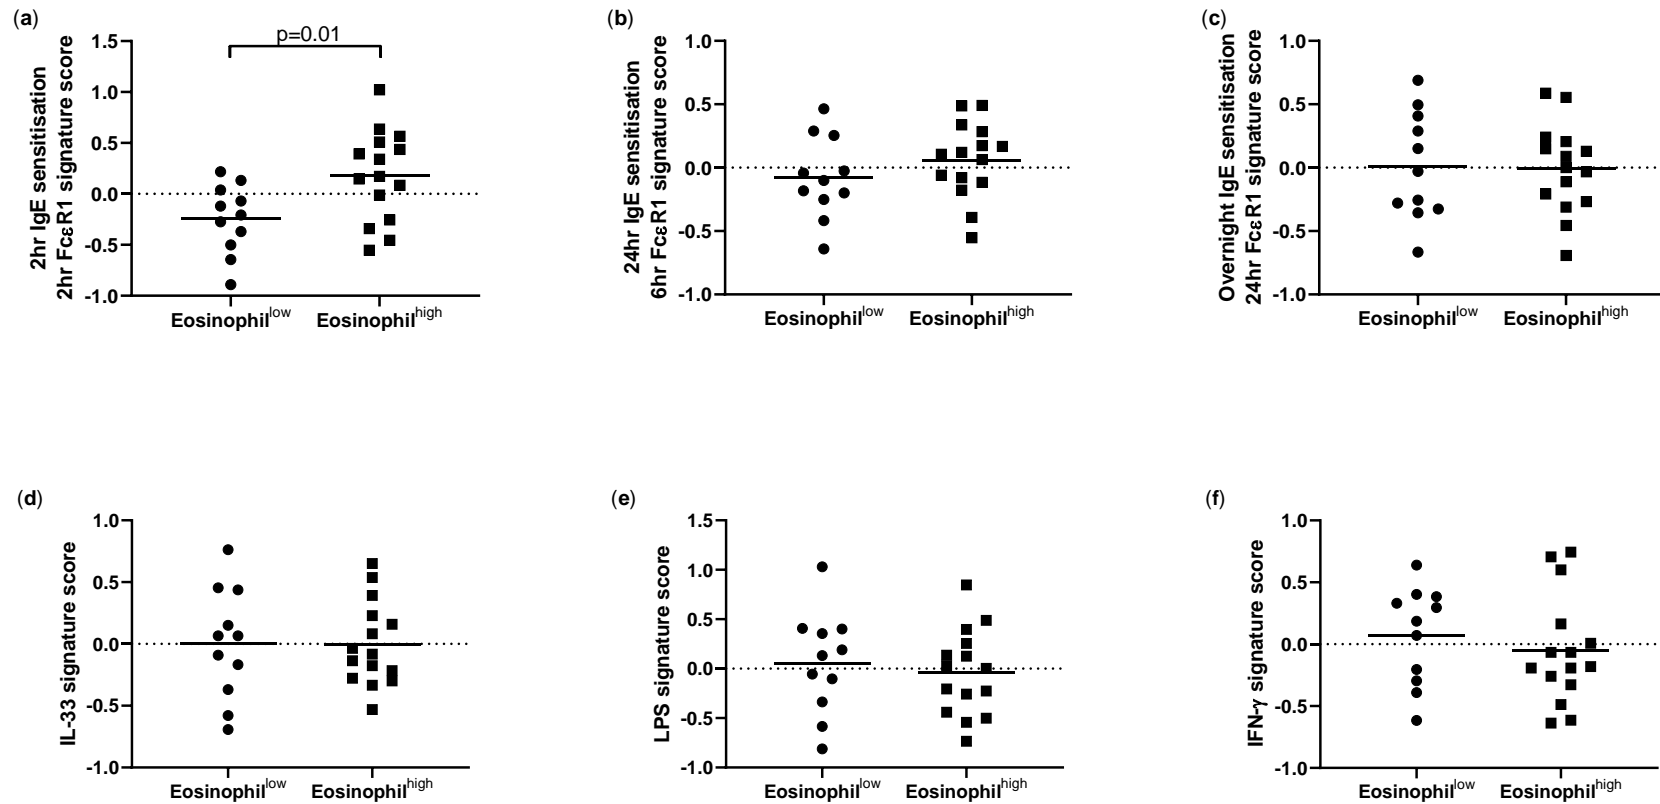 (a)
2hr IgE sensitisation
2hr FcεR1 signature score
1.5
1.0
0.5
0.0
-0.5
-1.0
p=0.01
Eosinophil^low Eosinophil^high
(b)
24hr IgE sensitisation
6hr FcεR1 signature score
1.0
0.5
0.0
-0.5
-1.0
Eosinophil^low Eosinophil^high
(c)
Overnight IgE sensitisation
24hr FcεR1 signature score
1.0
0.5
0.0
-0.5
-1.0
Eosinophil^low Eosinophil^high
(d)
IL-33 signature score
1.0
0.5
0.0
-0.5
-1.0
Eosinophil^low Eosinophil^high
(e)
LPS signature score
1.5
1.0
0.5
0.0
-0.5
-1.0
Eosinophil^low Eosinophil^high
(f)
IFN-γ signature score
1.0
0.5
0.0
-0.5
-1.0
Eosinophil^low Eosinophil^high